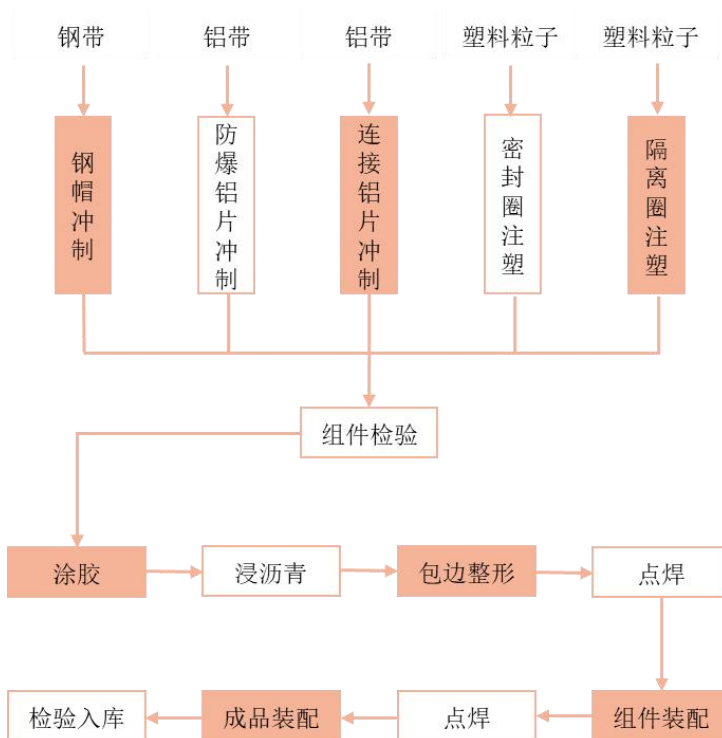 钢带
铝带
铝带
塑料粒子
塑料粒子
钢帽冲制
防爆铝片冲制
连接铝片冲制
密封圈注塑
隔离圈注塑
组件检验
涂胶
浸沥青
包边整形
点焊
检验入库
成品装配
点焊
组件装配